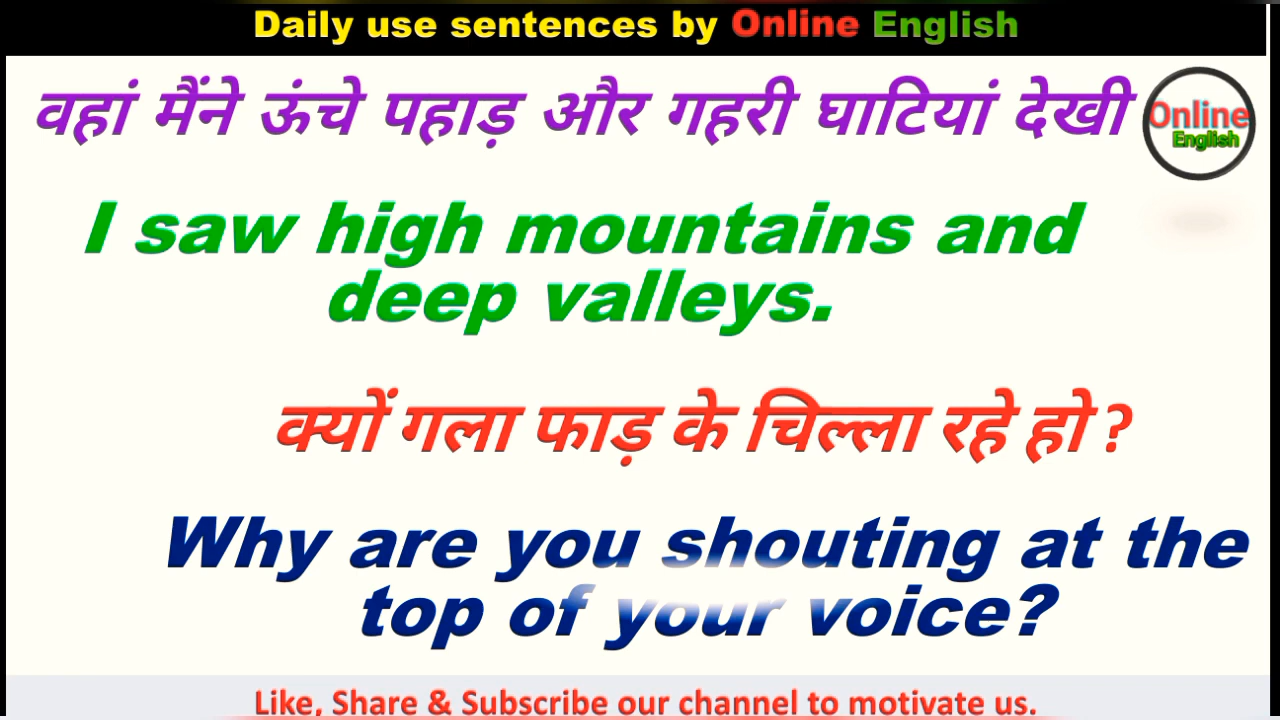 Daily use sentences by Online English
वहां मैंने ऊंचे पहाड़ और गहरी घाटियां देखी
Online
English
I saw high mountains and
deep valleys.
क्यों गला फाड़ के चिल्ला रहे हो ?
Why are you shouting at the
top of your voice?
Like, Share & Subscribe our channel to motivate us.